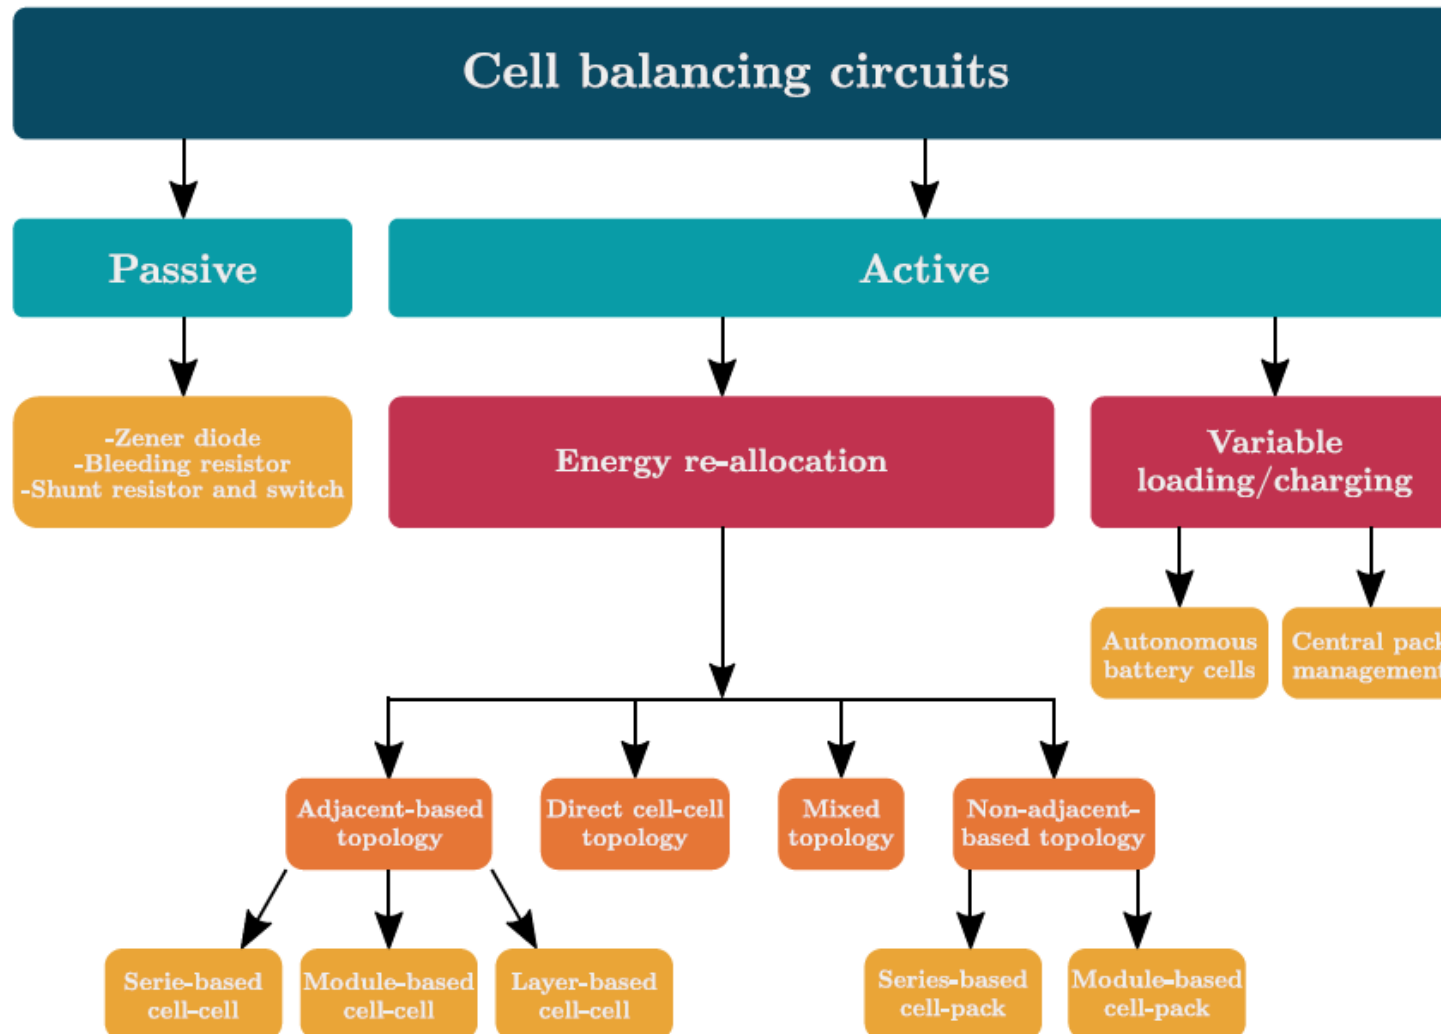 Cell balancing circuits
Passive
Active
-Zener diode
-Bleeding resistor
-Shunt resistor and switch
Energy re-allocation
Variable
loading/charging
Autonomous
battery cells
Central pack
management
Adjacent-based
topology
Direct cell-cell
topology
Mixed
topology
Non-adjacent-
based topology
Serie-based
cell-cell
Module-based
cell-cell
Layer-based
cell-cell
Series-based
cell-pack
Module-based
cell-pack